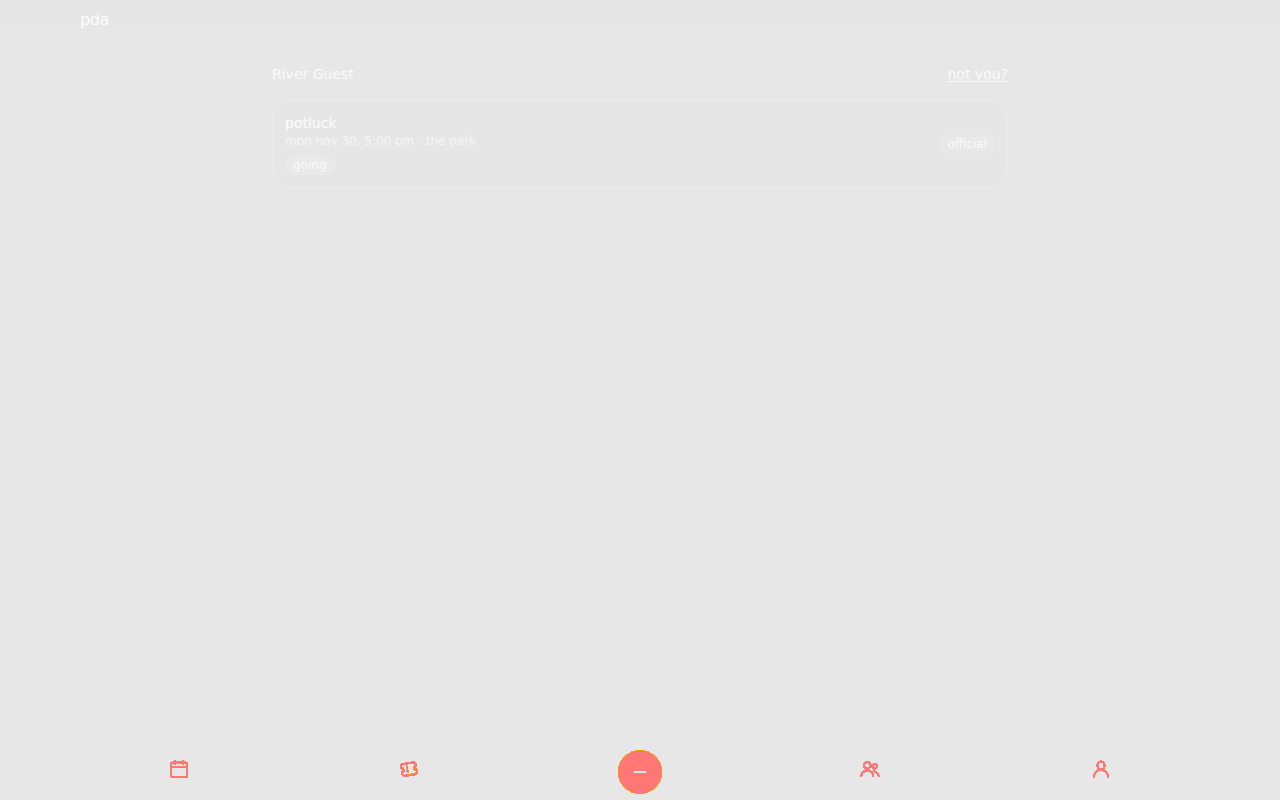 pda
River Guest
not you?
potluck
mon nov 30, 5:00 pm · the park
official
going